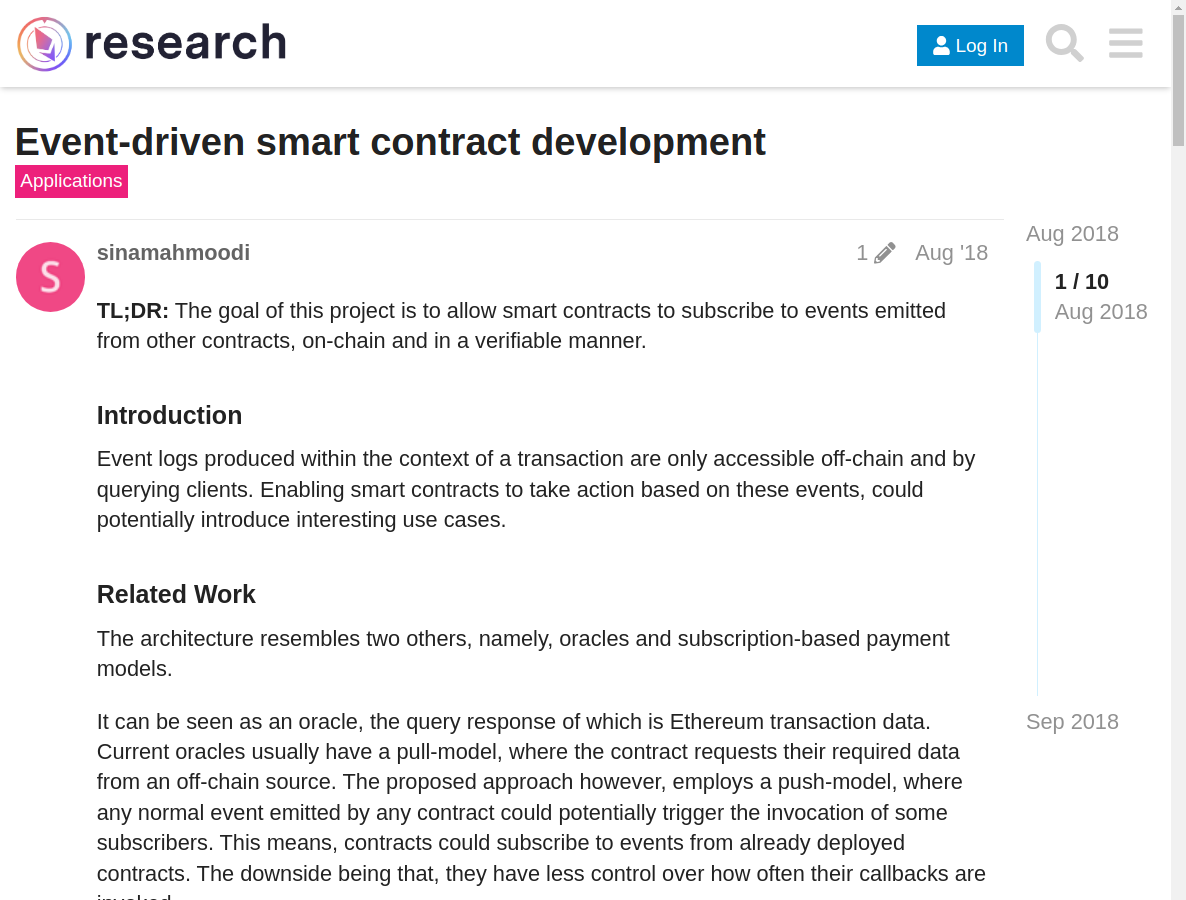 research
Log In
Event-driven smart contract development
Applications
sinamahmoodi
1
Aug '18
Aug 2018
1 / 10
Aug 2018
TL;DR: The goal of this project is to allow smart contracts to subscribe to events emitted
from other contracts, on-chain and in a verifiable manner.
Introduction
Event logs produced within the context of a transaction are only accessible off-chain and by
querying clients. Enabling smart contracts to take action based on these events, could
potentially introduce interesting use cases.
Related Work
The architecture resembles two others, namely, oracles and subscription-based payment
models.
It can be seen as an oracle, the query response of which is Ethereum transaction data.
Current oracles usually have a pull-model, where the contract requests their required data
from an off-chain source. The proposed approach however, employs a push-model, where
any normal event emitted by any contract could potentially trigger the invocation of some
subscribers. This means, contracts could subscribe to events from already deployed
contracts. The downside being that, they have less control over how often their callbacks are
Sep 2018
S